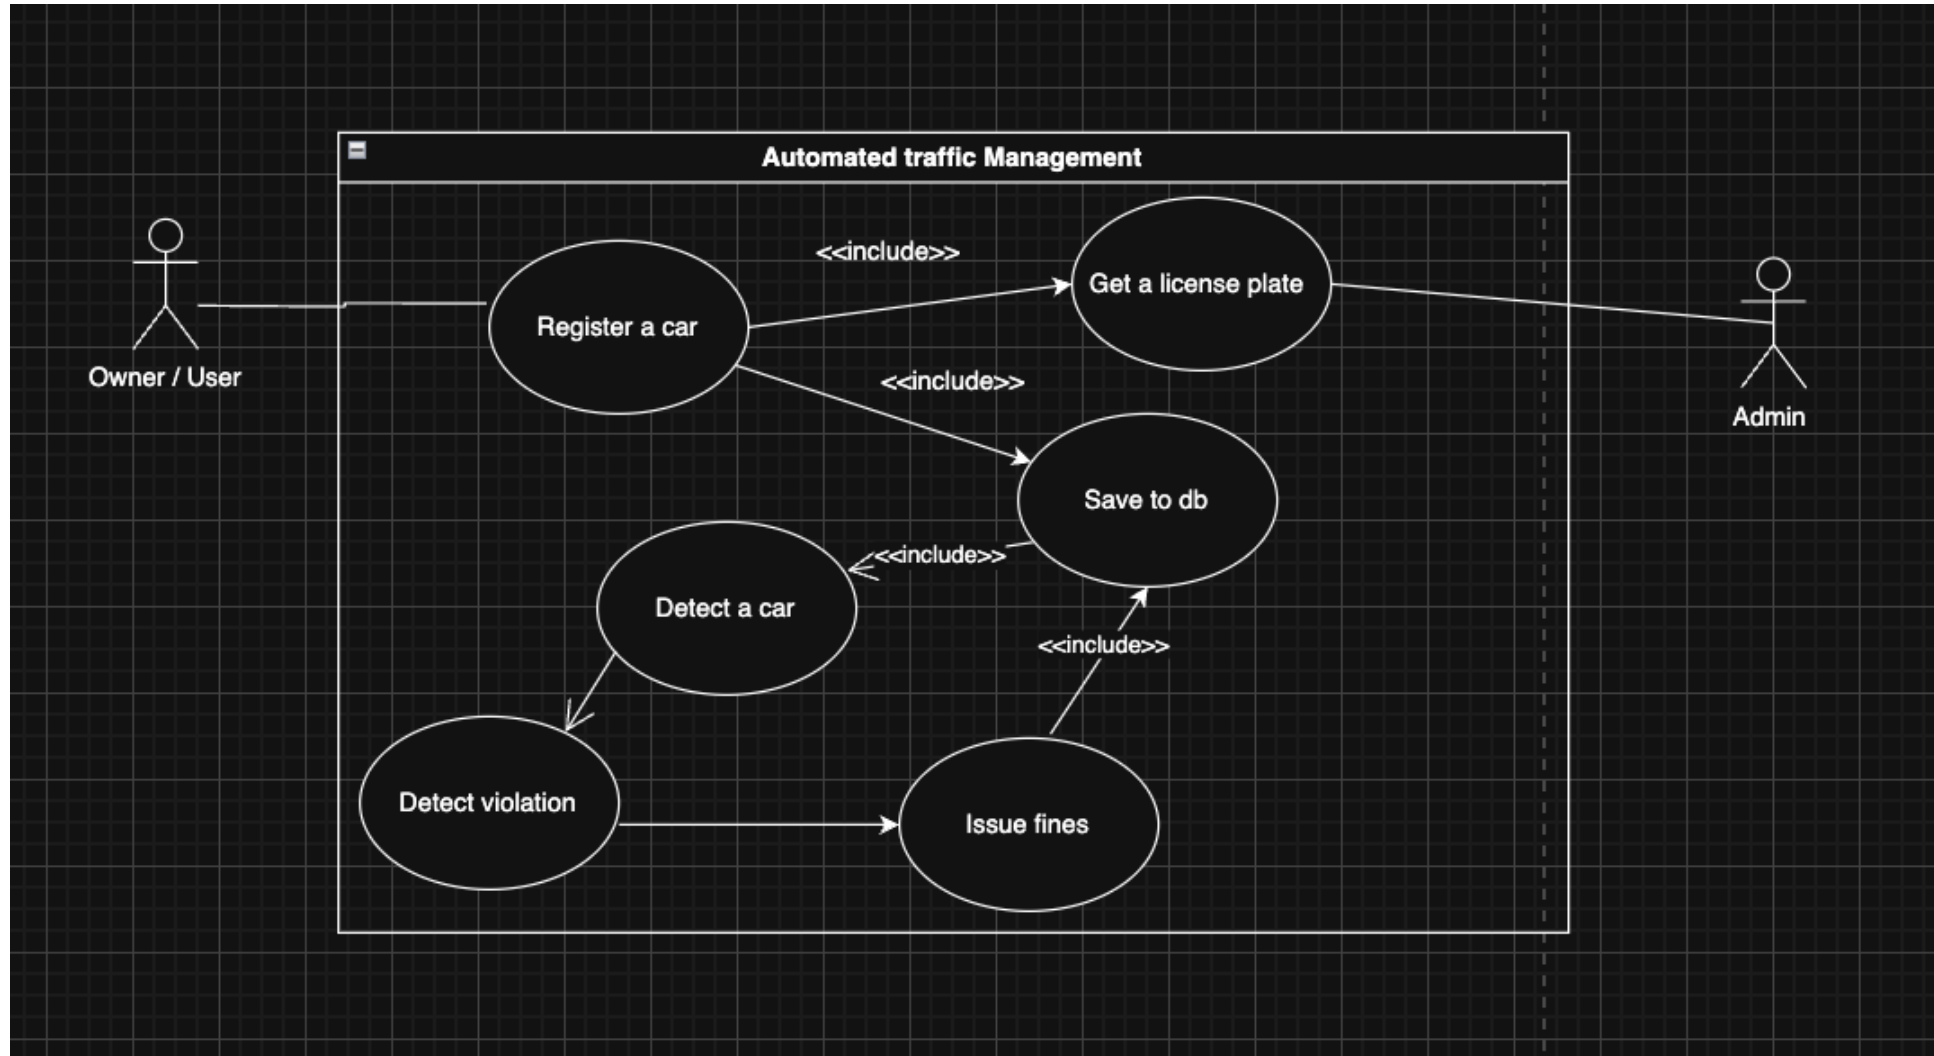 Automated traffic Management
<<include>>
Get a license plate
Register a car
Owner / User
<<include>>
Admin
Save to db
<<include>>
Detect a car
<<include>>
Detect violation
Issue fines